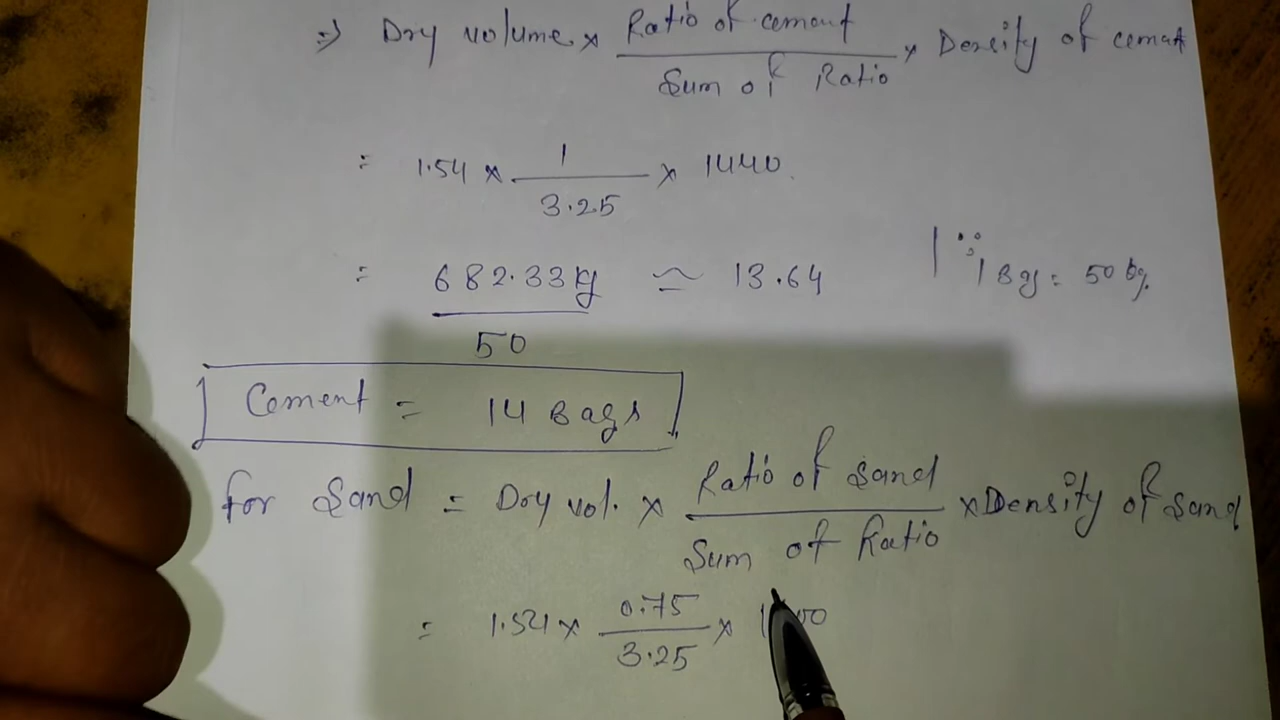 ⇒ Dry volume × Ratio of cement / Sum of Ratio × Density of cement
= 1.54 × 1 / 3.25 × 1440.
= 682.33 kg / 50 ≃ 13.64
∵ 1 Bag = 50 kg.
Cement = 14 Bags
for Sand = Dry vol. × Ratio of Sand / Sum of Ratio × Density of Sand
= 1.54 × 0.75 / 3.25 ×